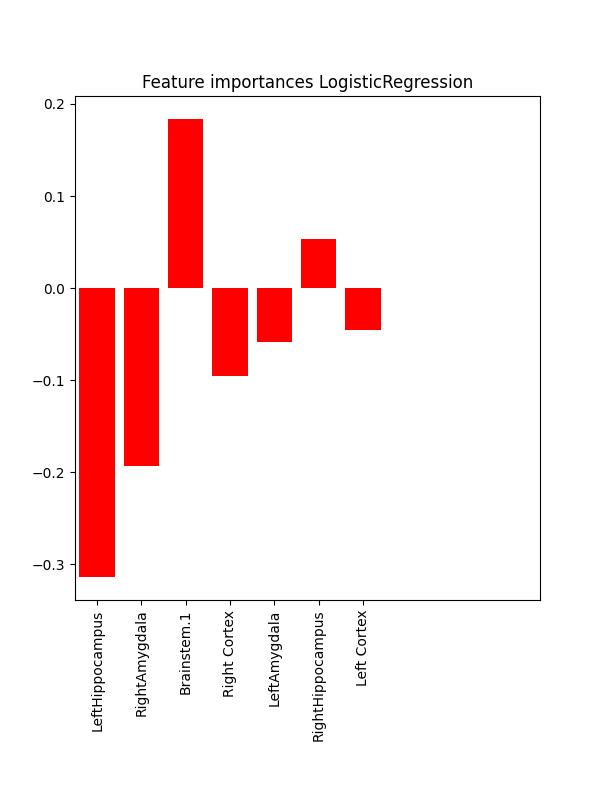 Feature importances LogisticRegression
0.2
0.1
0.0
−0.1
−0.2
−0.3
LeftHippocampus
RightAmygdala
Brainstem.1
Right Cortex
LeftAmygdala
RightHippocampus
Left Cortex